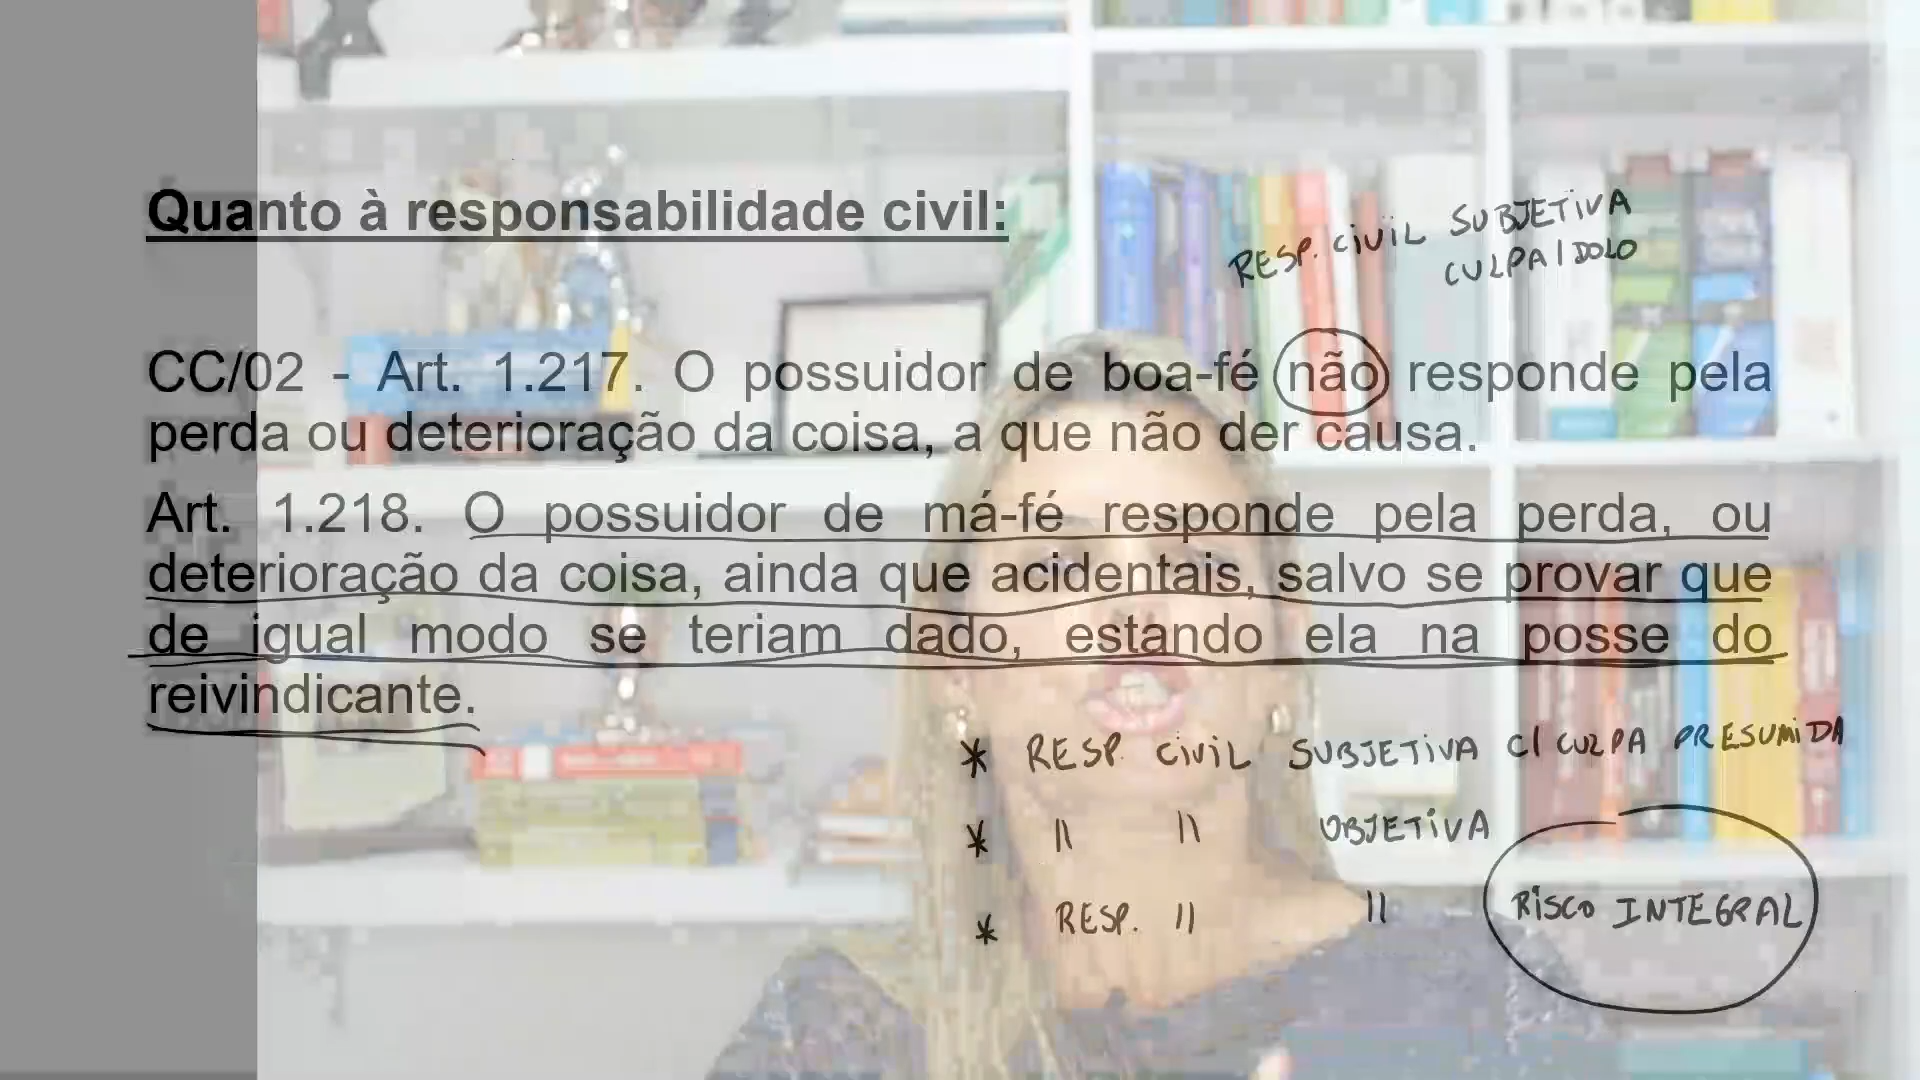 Quanto à responsabilidade civil:
RESP. CIVIL SUBJETIVA
CULPA/DOLO
CC/02 - Art. 1.217. O possuidor de boa-fé não responde pela
perda ou deterioração da coisa, a que não der causa.
Art. 1.218. O possuidor de má-fé responde pela perda, ou
deterioração da coisa, ainda que acidentais, salvo se provar que
de igual modo se teriam dado, estando ela na posse do
reivindicante.
* RESP. CIVIL SUBJETIVA C/ CULPA PRESUMIDA
* || || OBJETIVA
* RESP. || || RISCO INTEGRAL